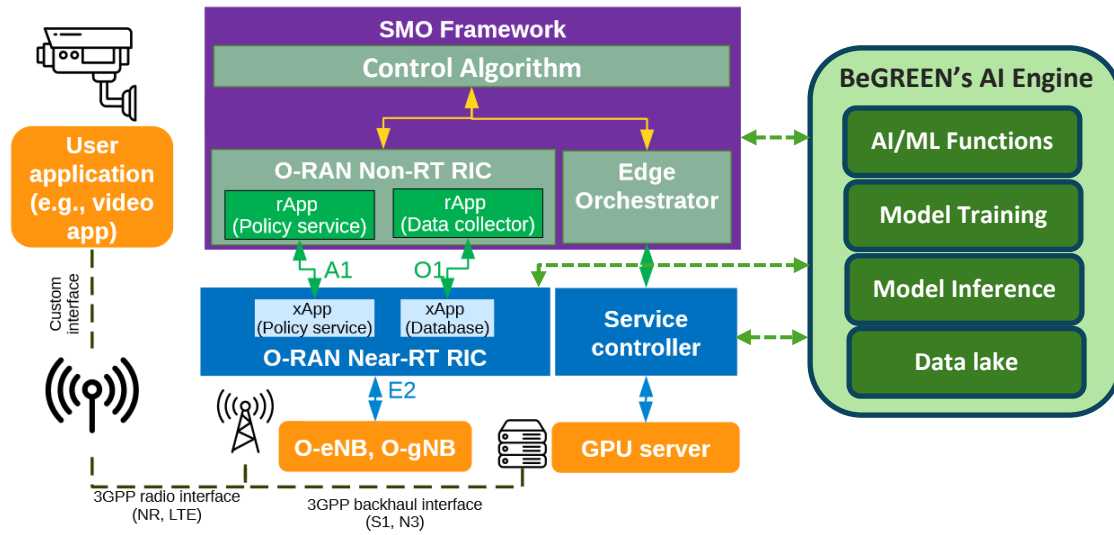 SMO Framework
Control Algorithm
User
application
(e.g., video
app)
O-RAN Non-RT RIC
rApp
(Policy service)
rApp
(Data collector)
Edge
Orchestrator
A1
O1
Custom
interface
xApp
(Policy service)
xApp
(Database)
O-RAN Near-RT RIC
Service
controller
E2
O-eNB, O-gNB
GPU server
3GPP radio interface
(NR, LTE)
3GPP backhaul interface
(S1, N3)
BeGREEN's AI Engine
AI/ML Functions
Model Training
Model Inference
Data lake